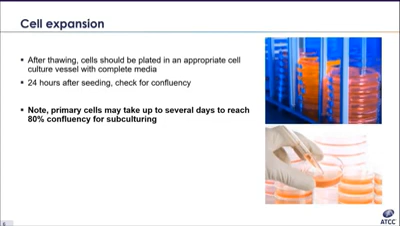 Cell expansion
▪ After thawing, cells should be plated in an appropriate cell
culture vessel with complete media
▪ 24 hours after seeding, check for confluency
▪ Note, primary cells may take up to several days to reach
80% confluency for subculturing
ATCC